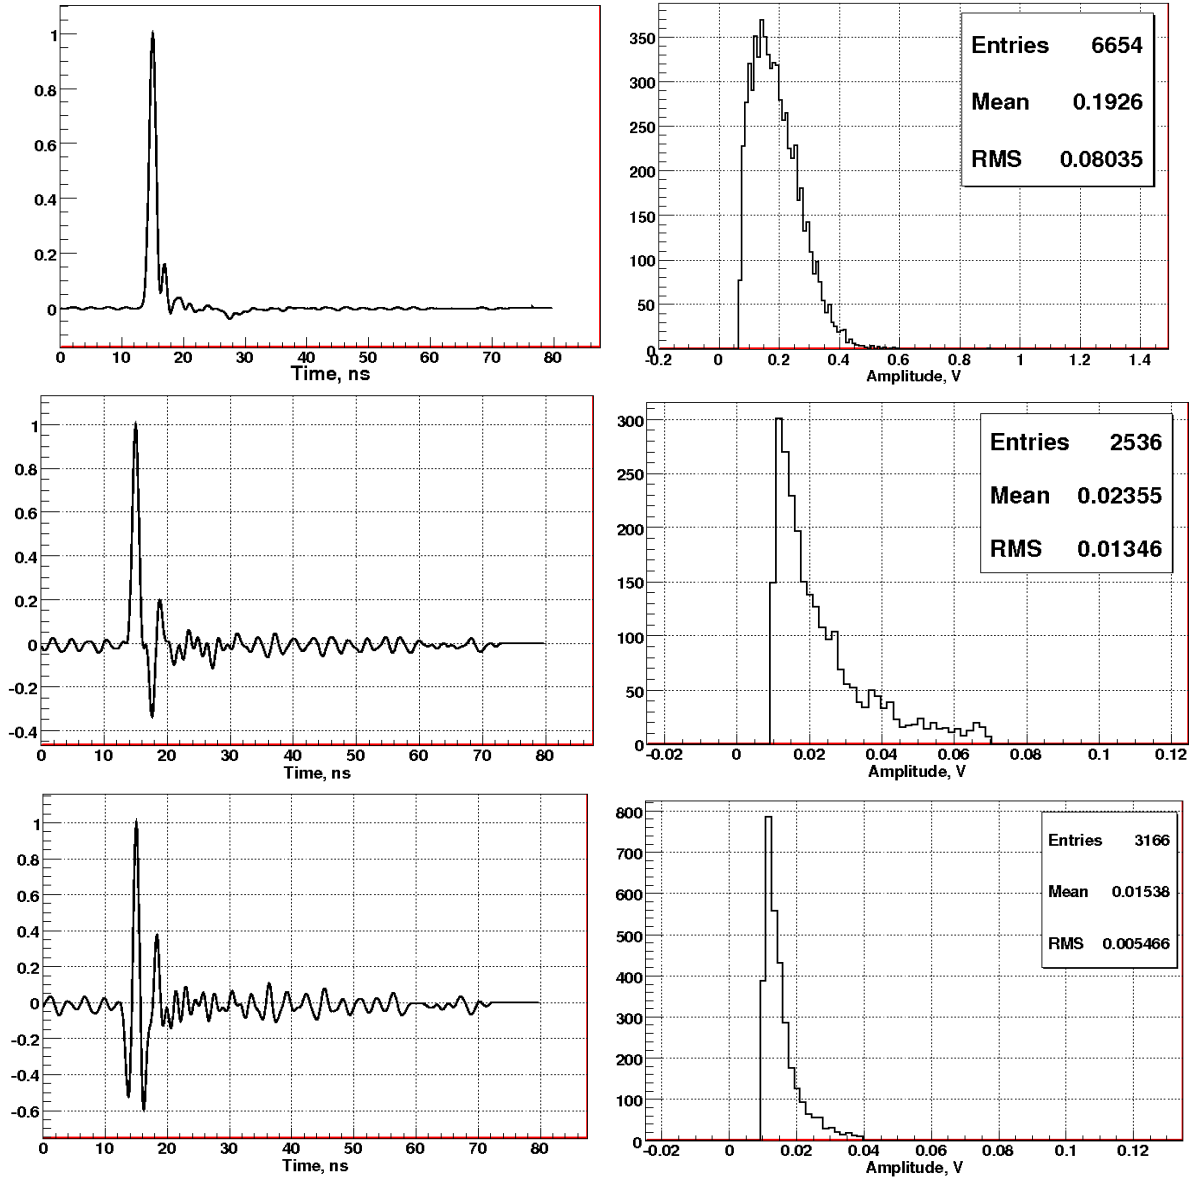 1
0.8
0.6
0.4
0.2
0
0 10 20 30 40 50 60 70 80
Time, ns
350
300
250
200
150
100
50
0
-0.2 0 0.2 0.4 0.6 0.8 1 1.2 1.4
Amplitude, V
Entries 6654
Mean 0.1926
RMS 0.08035
1
0.8
0.6
0.4
0.2
0
-0.2
-0.4
0 10 20 30 40 50 60 70 80
Time, ns
300
250
200
150
100
50
0
-0.02 0 0.02 0.04 0.06 0.08 0.1 0.12
Amplitude, V
Entries 2536
Mean 0.02355
RMS 0.01346
1
0.8
0.6
0.4
0.2
0
-0.2
-0.4
-0.6
0 10 20 30 40 50 60 70 80
Time, ns
800
700
600
500
400
300
200
100
0
-0.02 0 0.02 0.04 0.06 0.08 0.1 0.12
Amplitude, V
Entries 3166
Mean 0.01538
RMS 0.005466